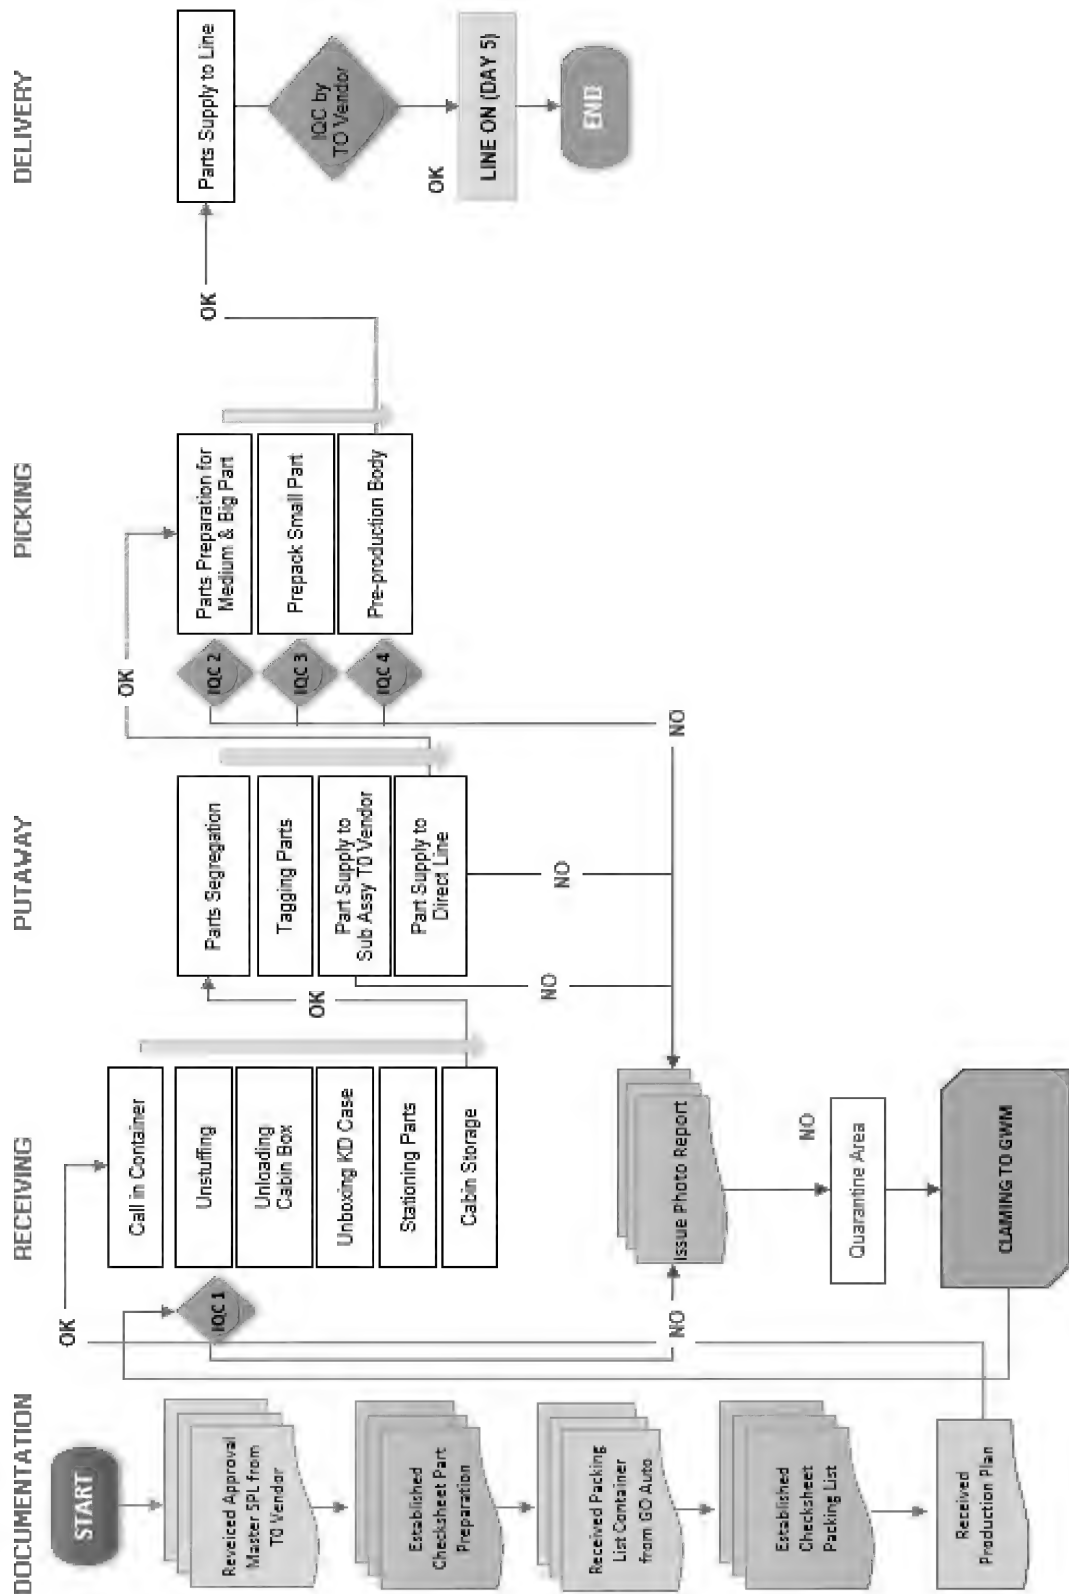 DOCUMENTATION
START
Reveiced Approval
Master SPL from
T0 Vendor
Established
Checksheet Part
Preparation
Received Packing
List Container
from GO Auto
Established
Checksheet
Packing List
Received
Production Plan
OK
RECEIVING
Call in Container
Unstuffing
Unloading
Cabin Box
Unboxing KD Case
Stationing Parts
Cabin Storage
IQC 1
NO
Issue Photo Report
NO
Quarantine Area
CLAMING TO GWM
OK
PUTAWAY
Parts Segregation
Tagging Parts
Part Supply to
Sub Assy T0 Vendor
Part Supply to
Direct Line
NO
NO
OK
PICKING
Parts Preparation for
Medium & Big Part
Prepack Small Part
Pre-production Body
IQC 2
IQC 3
IQC 4
NO
OK
DELIVERY
Parts Supply to Line
IQC by
TO Vendor
OK
LINE ON (DAY 5)
END